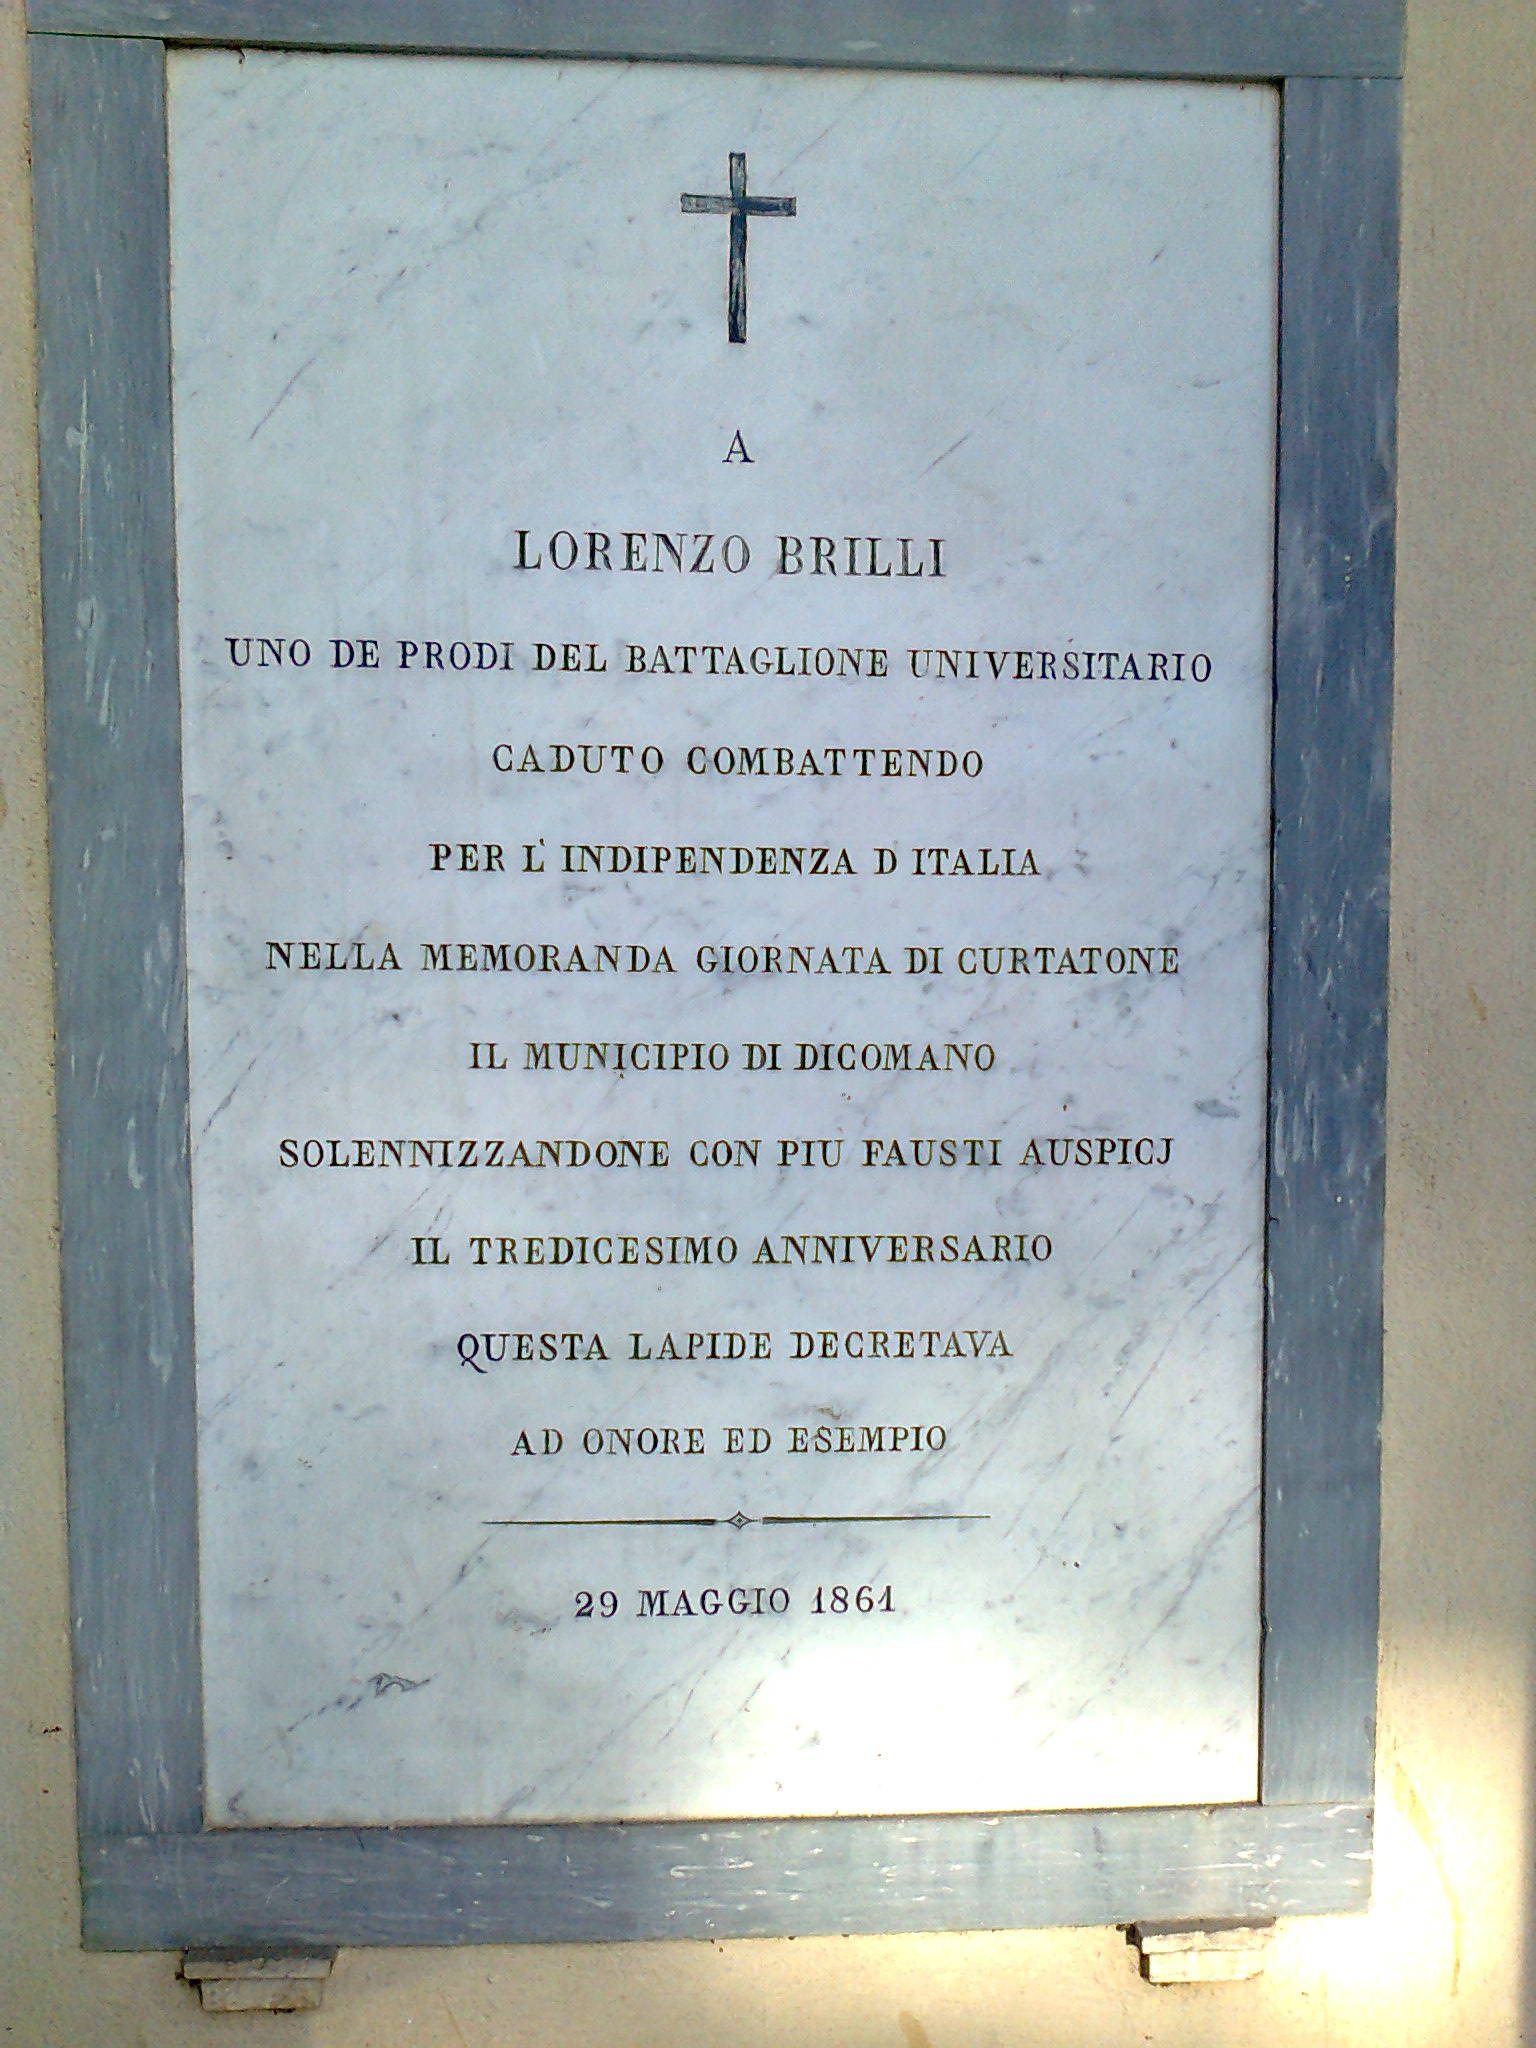 A
LORENZO BRILLI
UNO DE PRODI DEL BATTAGLIONE UNIVERSITARIO
CADUTO COMBATTENDO
PER L' INDIPENDENZA D ITALIA
NELLA MEMORANDA GIORNATA DI CURTATONE
IL MUNICIPIO DI DICOMANO
SOLENNIZZANDONE CON PIU FAUSTI AUSPICJ
IL TREDICESIMO ANNIVERSARIO
QUESTA LAPIDE DECRETAVA
AD ONORE ED ESEMPIO
29 MAGGIO 1861